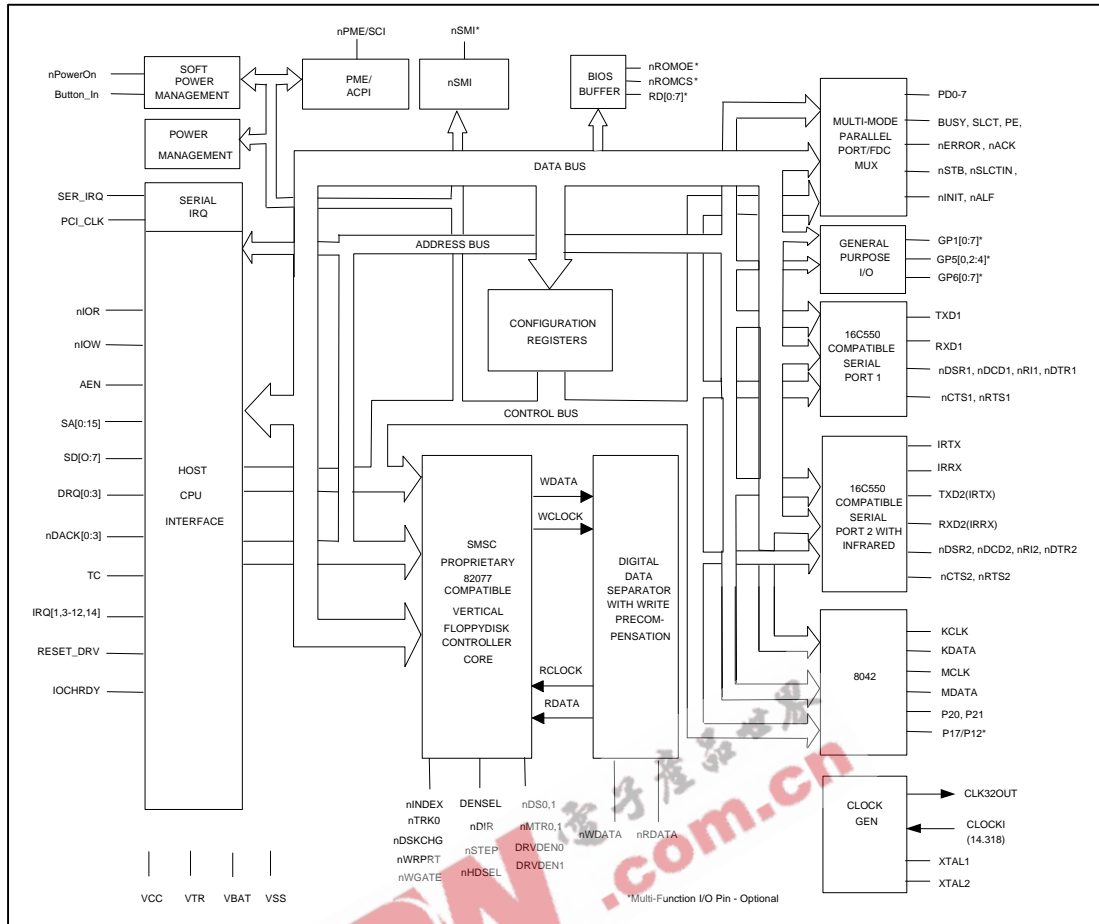 nPME/SCI
nSMI*
nPowerOn
Button_In
SOFT
POWER
MANAGEMENT
PME/
ACPI
nSMI
BIOS
BUFFER
nROMOE*
nROMCS*
RD[0:7]*
POWER
MANAGEMENT
DATA BUS
MULTI-MODE
PARALLEL
PORT/FDC
MUX
PD0-7
BUSY, SLCT, PE,
nERROR, nACK
nSTB, nSLCTIN,
nINIT, nALF
SER_IRQ
PCI_CLK
SERIAL
IRQ
ADDRESS BUS
GENERAL
PURPOSE
I/O
GP1[0:7]*
GP5[0,2:4]*
GP6[0:7]*
CONFIGURATION
REGISTERS
16C550
COMPATIBLE
SERIAL
PORT 1
TXD1
RXD1
nDSR1, nDCD1, nRI1, nDTR1
nCTS1, nRTS1
CONTROL BUS
nIOR
nIOW
AEN
SA[0:15]
SD[O:7]
DRQ[0:3]
nDACK[0:3]
TC
IRQ[1,3-12,14]
RESET_DRV
IOCHRDY
HOST
CPU
INTERFACE
SMSC
PROPRIETARY
82077
COMPATIBLE
VERTICAL
FLOPPYDISK
CONTROLLER
CORE
WDATA
WCLOCK
RCLOCK
RDATA
DIGITAL
DATA
SEPARATOR
WITH WRITE
PRECOM-
PENSATION
16C550
COMPATIBLE
SERIAL
PORT 2 WITH
INFRARED
IRTX
IRRX
TXD2(IRTX)
RXD2(IRRX)
nDSR2, nDCD2, nRI2, nDTR2
nCTS2, nRTS2
8042
KCLK
KDATA
MCLK
MDATA
P20, P21
P17/P12*
CLOCK
GEN
CLK32OUT
CLOCKI
(14.318)
XTAL1
XTAL2
nINDEX
nTRK0
nDSKCHG
nWRPRT
nWGATE
DENSEL
nDIR
nSTEP
nHDSEL
nDS0,1
nMTR0,1
DRVDEN0
DRVDEN1
nWDATA
nRDATA
VCC
VTR
VBAT
VSS
*Multi-Function I/O Pin - Optional
電子產品世界
.com.cn